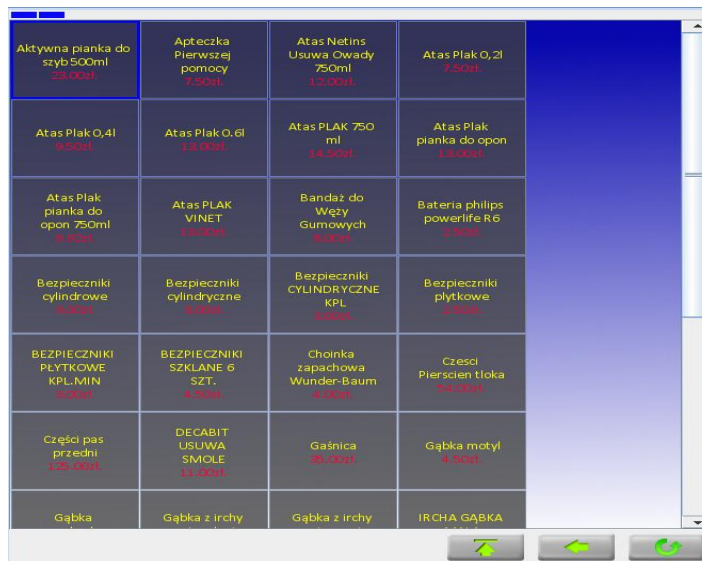 Aktywna pianka do
szyb 500ml
23.00zł.
Apteczka
Pierwszej
pomocy
7.50zł.
Atas Netins
Usuwa Owady
750ml
12.00zł.
Atas Plak 0,2l
7.50zł.
Atas Plak 0,4l
9.50zł.
Atas Plak 0.6l
13.00zł.
Atas PLAK 750
ml
14.50zł.
Atas Plak
pianka do opon
13.00zł.
Atas Plak
pianka do
opon 750ml
Atas PLAK
VINET
Bandaż do
Węży
Gumowych
Bateria philips
powerlife R6
2.50zł.
Bezpieczniki
cylindrowe
Bezpieczniki
cylindryczne
Bezpieczniki
CYLINDRYCZNE
KPL
Bezpieczniki
plytkowe
BEZPIECZNIKI
PŁYTKOWE
KPL.MIN
BEZPIECZNIKI
SZKLANE 6
SZT.
4.50zł.
Choinka
zapachowa
Wunder-Baum
4.00zł.
Czesci
Pierscien tloka
54.00zł.
Części pas
przedni
125.00zł.
DECABIT
USUWA
SMOLE
11.00zł.
Gaśnica
35.00zł.
Gąbka motyl
4.50zł.
Gąbka
Gąbka z irchy
Gąbka z irchy
IRCHA GĄBKA